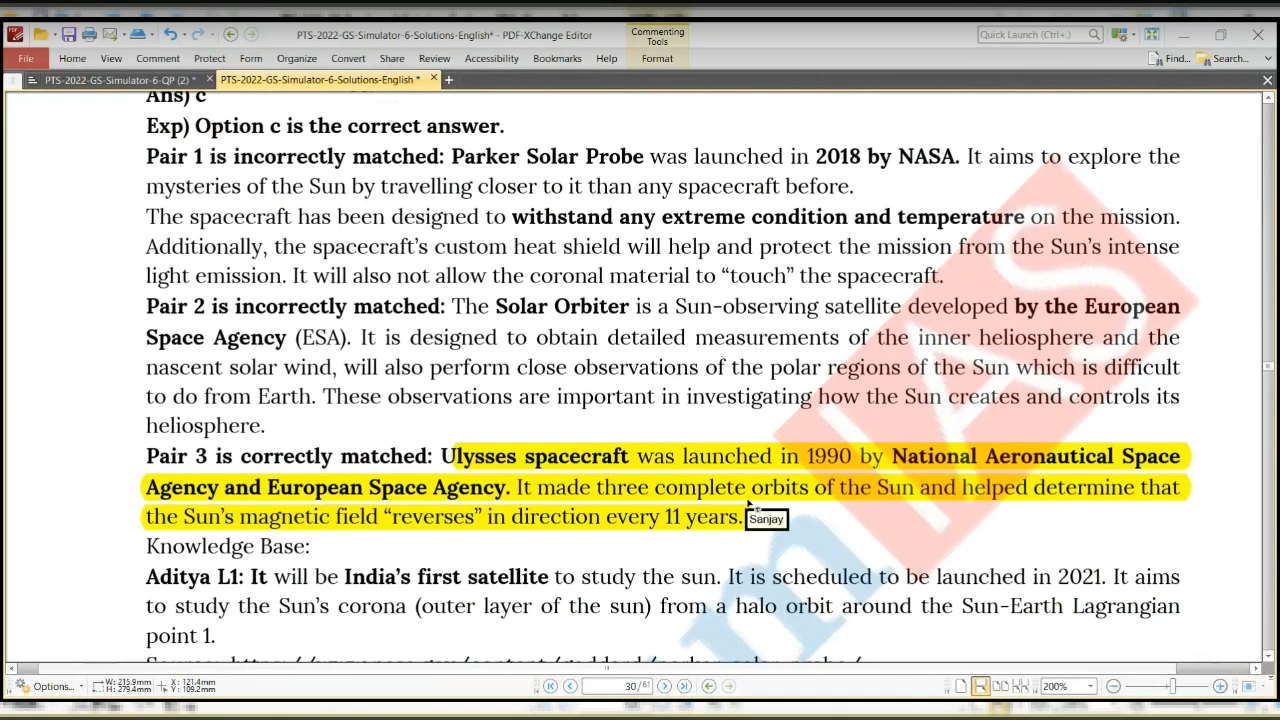 PTS-2022-GS-Simulator-6-Solutions-English* - PDF-XChange Editor
Commenting Tools
Quick Launch (Ctrl+.)
File Home View Comment Protect Form Organize Convert Share Review Accessibility Bookmarks Help Format Find... Search...
PTS-2022-GS-Simulator-6-QP (2) * PTS-2022-GS-Simulator-6-Solutions-English *
Ans) c
Exp) Option c is the correct answer.
Pair 1 is incorrectly matched: Parker Solar Probe was launched in 2018 by NASA. It aims to explore the
mysteries of the Sun by travelling closer to it than any spacecraft before.
The spacecraft has been designed to withstand any extreme condition and temperature on the mission.
Additionally, the spacecraft's custom heat shield will help and protect the mission from the Sun's intense
light emission. It will also not allow the coronal material to “touch” the spacecraft.
Pair 2 is incorrectly matched: The Solar Orbiter is a Sun-observing satellite developed by the European
Space Agency (ESA). It is designed to obtain detailed measurements of the inner heliosphere and the
nascent solar wind, will also perform close observations of the polar regions of the Sun which is difficult
to do from Earth. These observations are important in investigating how the Sun creates and controls its
heliosphere.
Pair 3 is correctly matched: Ulysses spacecraft was launched in 1990 by National Aeronautical Space
Agency and European Space Agency. It made three complete orbits of the Sun and helped determine that
the Sun's magnetic field “reverses” in direction every 11 years.
Sanjay
Knowledge Base:
Aditya L1: It will be India's first satellite to study the sun. It is scheduled to be launched in 2021. It aims
to study the Sun's corona (outer layer of the sun) from a halo orbit around the Sun-Earth Lagrangian
point 1.
Options...
W: 215.9mm
H: 279.4mm
X: 121.4mm
Y: 109.2mm
30/61
200%